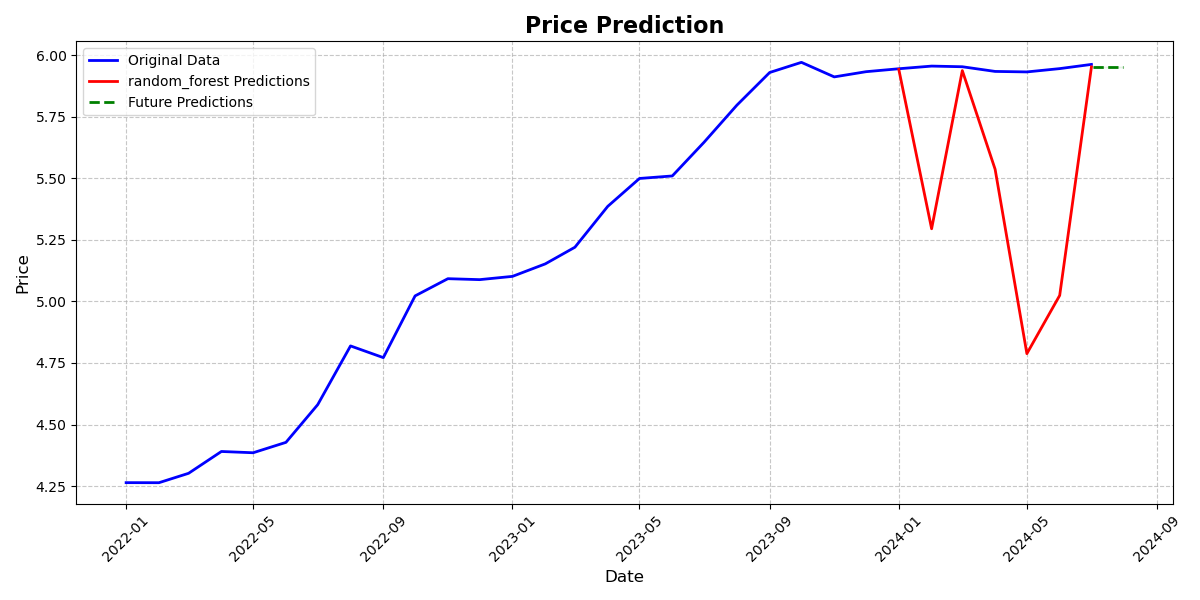 Price Prediction
Original Data
random_forest Predictions
Future Predictions
Price
6.00
5.75
5.50
5.25
5.00
4.75
4.50
4.25
2022-01
2022-05
2022-09
2023-01
2023-05
2023-09
2024-01
2024-05
2024-09
Date